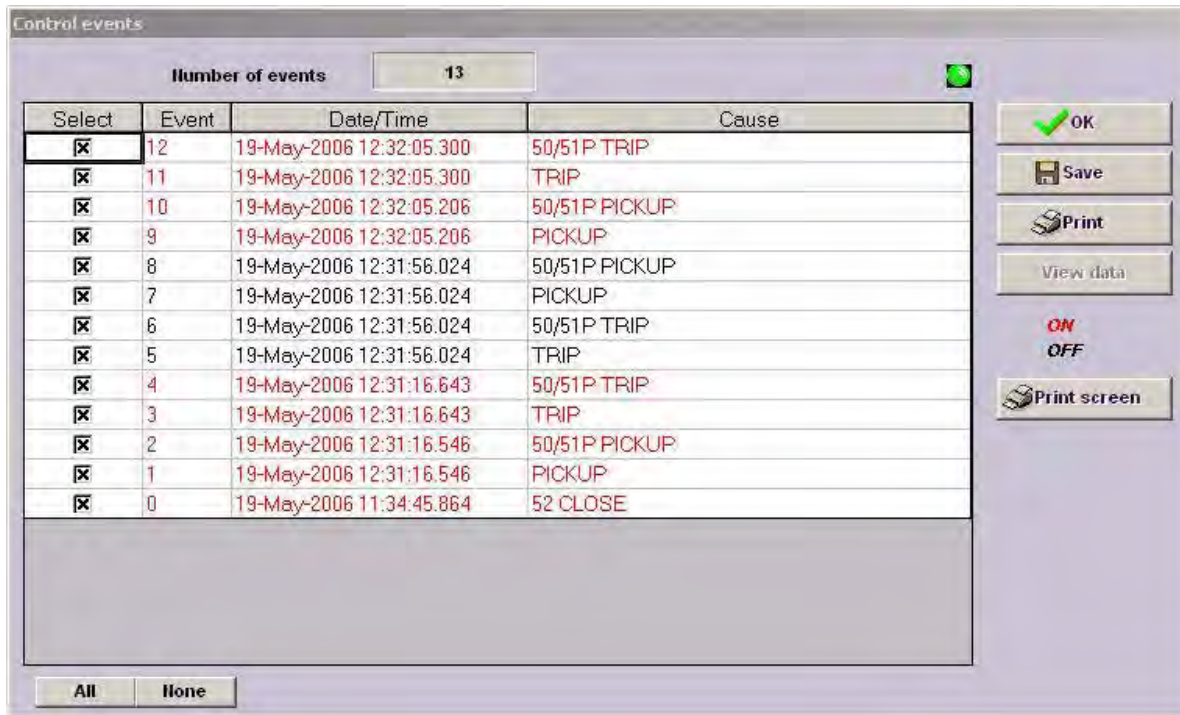 Control events
Number of events 13
Select Event Date/Time Cause
12 19-May-2006 12:32:05.300 50/51P TRIP
11 19-May-2006 12:32:05.300 TRIP
10 19-May-2006 12:32:05.206 50/51P PICKUP
9 19-May-2006 12:32:05.206 PICKUP
8 19-May-2006 12:31:56.024 50/51P PICKUP
7 19-May-2006 12:31:56.024 PICKUP
6 19-May-2006 12:31:56.024 50/51P TRIP
5 19-May-2006 12:31:56.024 TRIP
4 19-May-2006 12:31:16.643 50/51P TRIP
3 19-May-2006 12:31:16.643 TRIP
2 19-May-2006 12:31:16.546 50/51P PICKUP
1 19-May-2006 12:31:16.546 PICKUP
0 19-May-2006 11:34:45.864 52 CLOSE
OK
Save
Print
View data
ON
OFF
Print screen
All None